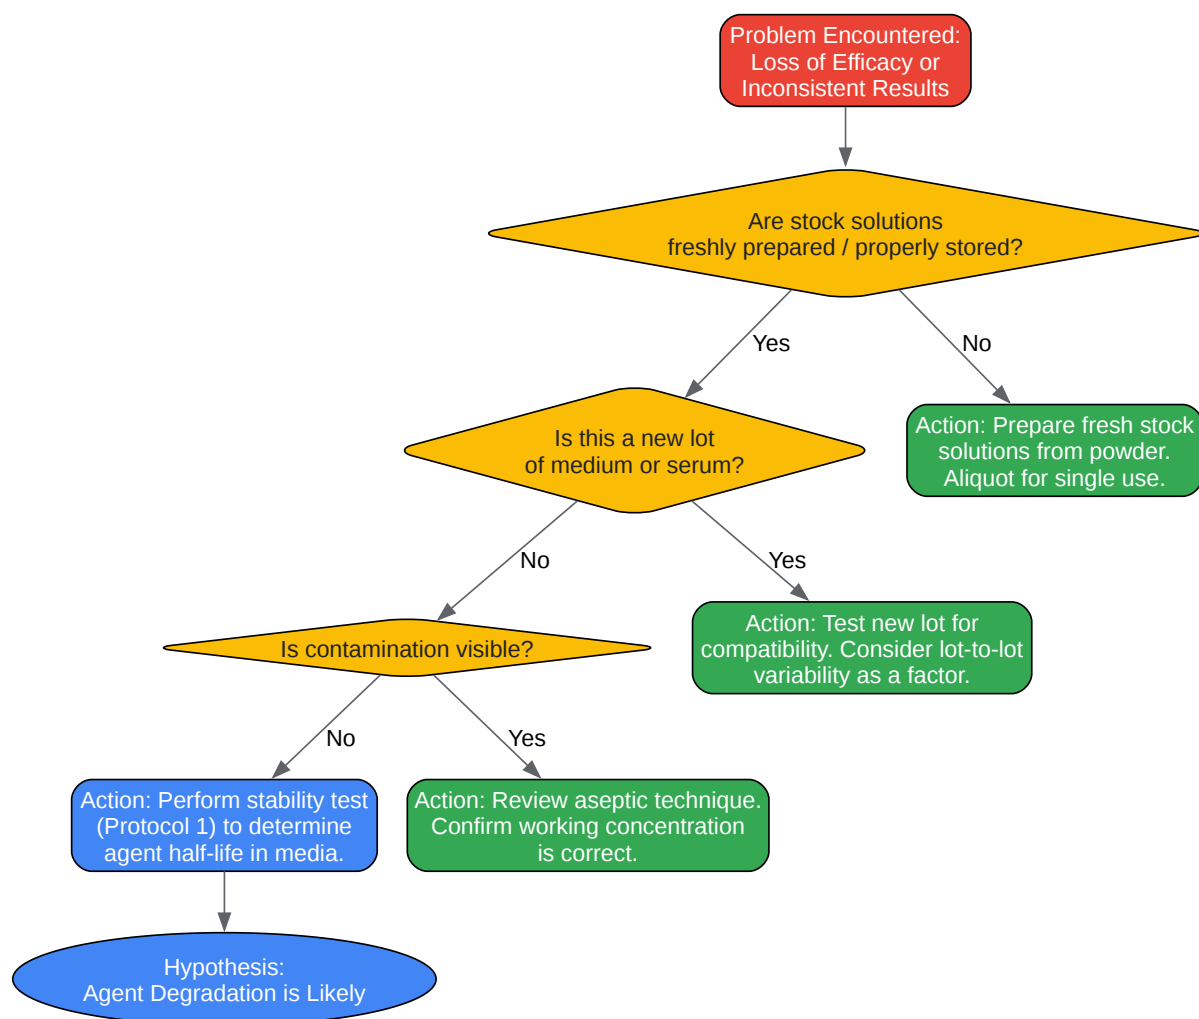 Problem Encountered:
Loss of Efficacy or
Inconsistent Results
Are stock solutions
freshly prepared / properly stored?
Yes
No
Is this a new lot
of medium or serum?
Action: Prepare fresh stock
solutions from powder.
Aliquot for single use.
No
Yes
Is contamination visible?
Action: Test new lot for
compatibility. Consider lot-to-lot
variability as a factor.
No
Yes
Action: Perform stability test
(Protocol 1) to determine
agent half-life in media.
Action: Review aseptic technique.
Confirm working concentration
is correct.
Hypothesis:
Agent Degradation is Likely